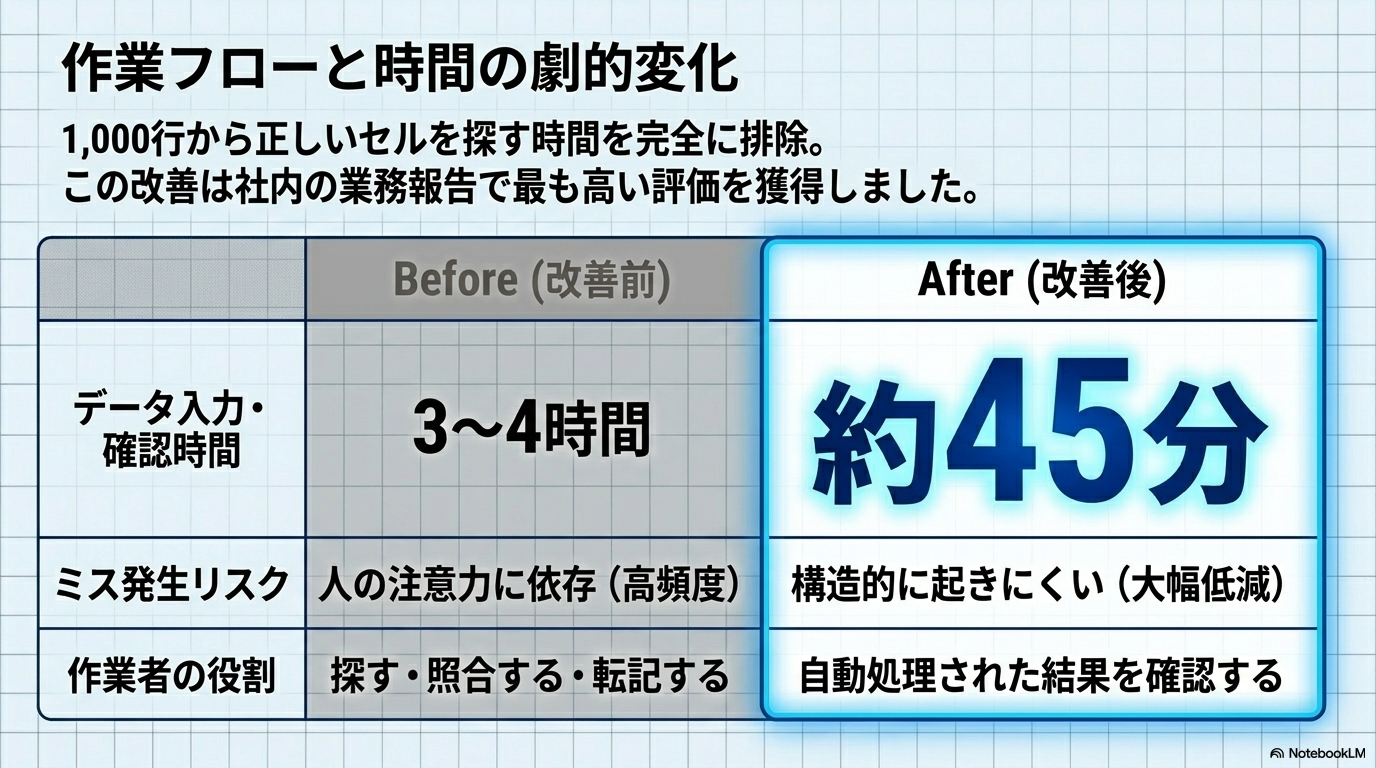 作業フローと時間の劇的変化
1,000行から正しいセルを探す時間を完全に排除。
この改善は社内の業務報告で最も高い評価を獲得しました。
Before (改善前)
After (改善後)
データ入力・
確認時間
3〜4時間
約45分
ミス発生リスク
人の注意力に依存（高頻度）
構造的に起きにくい（大幅低減）
作業者の役割
探す・照合する・転記する
自動処理された結果を確認する
NotebookLM